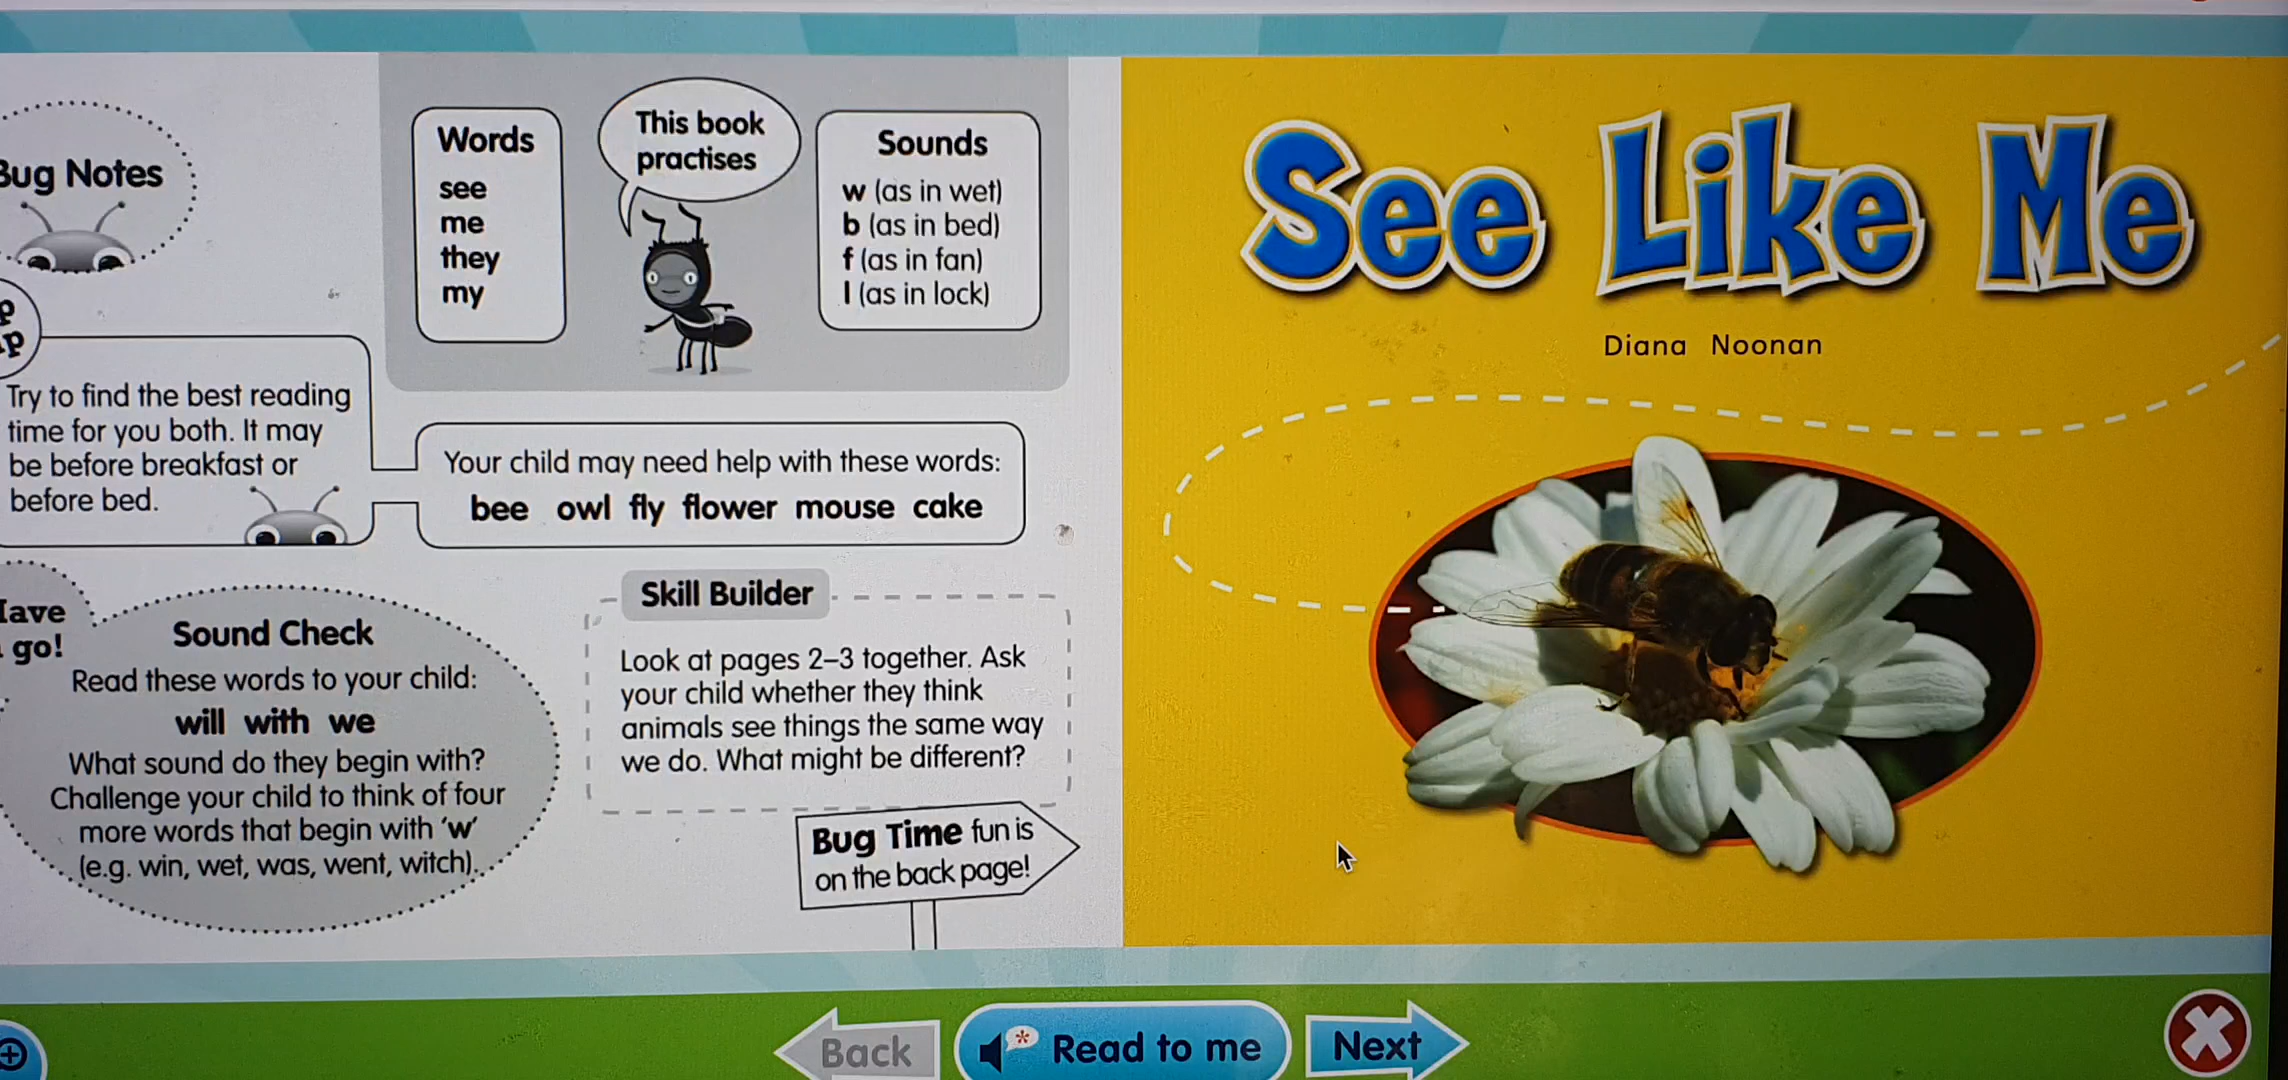 Bug Notes
This book
practises
Words
see
me
they
my
Sounds
w (as in wet)
b (as in bed)
f (as in fan)
l (as in lock)
Try to find the best reading
time for you both. It may
be before breakfast or
before bed.
Your child may need help with these words:
bee owl fly flower mouse cake
Have
go!
Sound Check
Read these words to your child:
will with we
What sound do they begin with?
Challenge your child to think of four
more words that begin with ‘w’
(e.g. win, wet, was, went, witch).
Skill Builder
Look at pages 2–3 together. Ask
your child whether they think
animals see things the same way
we do. What might be different?
Bug Time fun is
on the back page!
See Like Me
Diana Noonan
Back
Read to me
Next